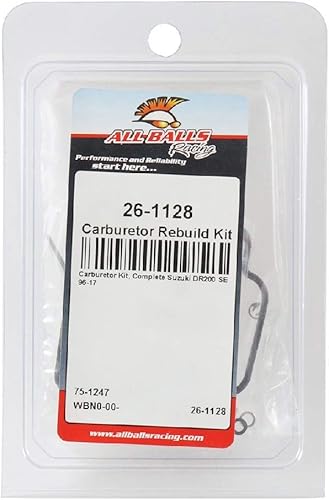 ALL BALLS
Racing
Performance and Reliability
start here...
26-1128
Carburetor Rebuild Kit
Carburetor Kit, Complete Suzuki DR200 SE
96-17
75-1247
WBN0-00-
26-1128
www.allballsracing.com